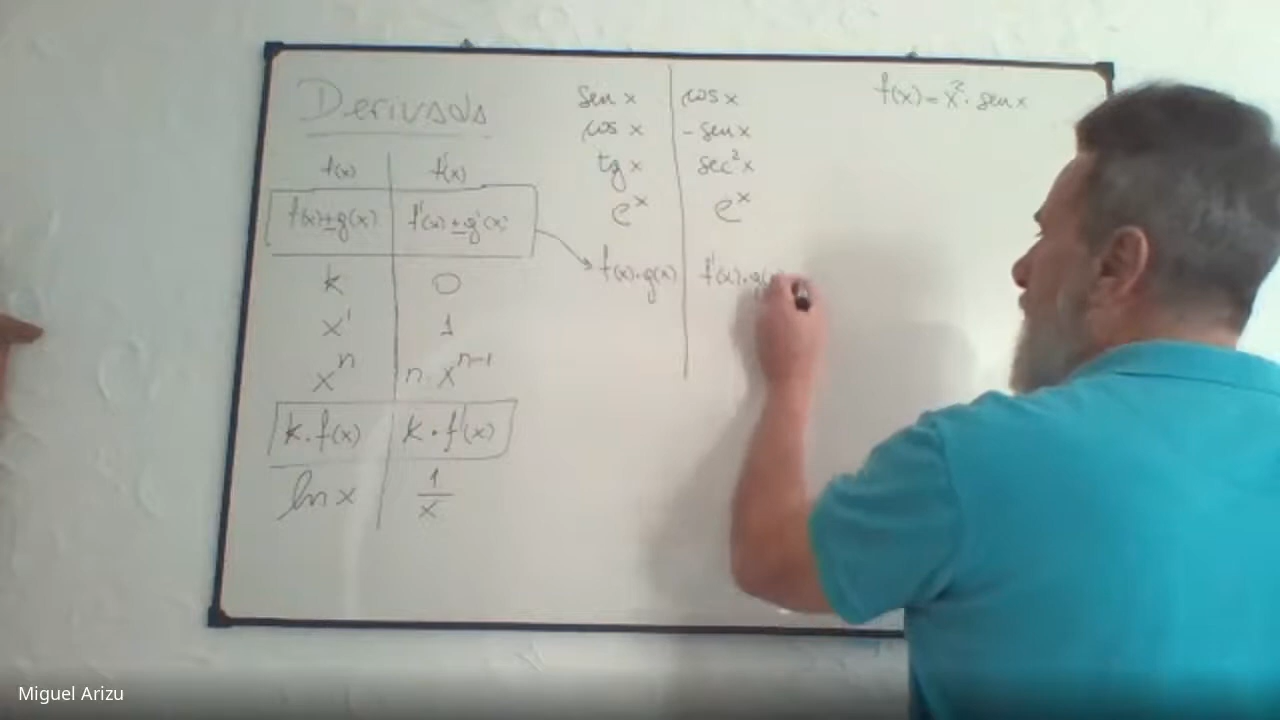 Derivada
f(x) f'(x)
f(x)±g(x) f'(x)±g'(x)
k 0
x¹ 1
xⁿ n·xⁿ⁻¹
k·f(x) k·f'(x)
ln x 1/x
sen x cos x
cos x -sen x
tg x sec²x
eˣ eˣ
f(x)·g(x) f'(x)·g(x)
f(x)=x²·sen x
Miguel Arizu